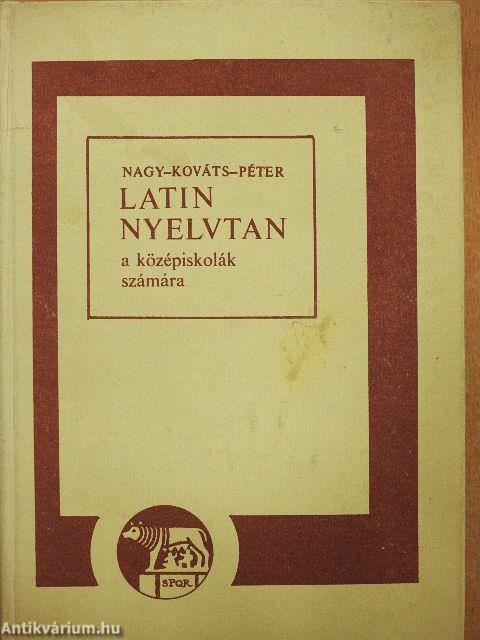 NAGY–KOVÁTS–PÉTER
LATIN
NYELVTAN
a középiskolák
számára
SPQR
Antikvárium.hu